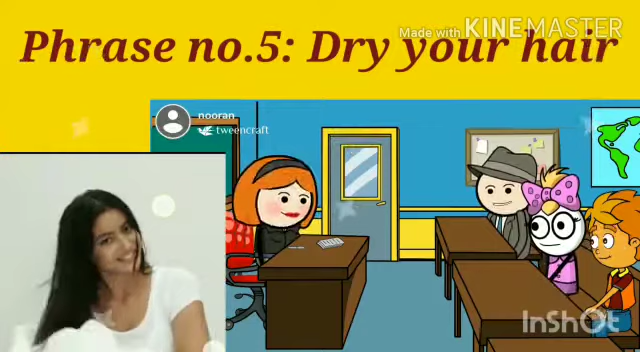 Made with KINEMASTER
Phrase no.5: Dry your hair
nooran
tweencraft
InShOt